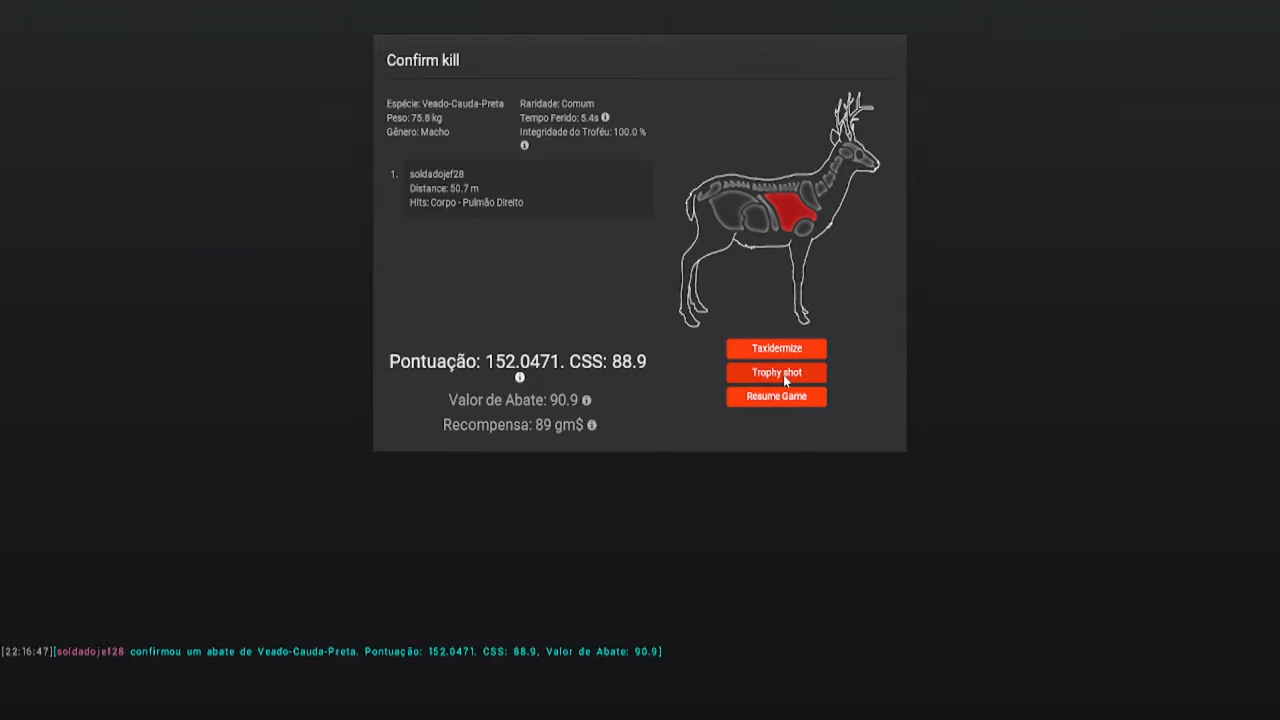 Confirm kill
Espécie: Veado-Cauda-Preta
Peso: 75.8 kg
Gênero: Macho
Raridade: Comum
Tempo Ferido: 5.4s
Integridade do Troféu: 100.0 %
1. soldadojef28
Distance: 50.7 m
Hits: Corpo - Pulmão Direito
Pontuação: 152.0471. CSS: 88.9
Valor de Abate: 90.9
Recompensa: 89 gm$
Taxidermize
Trophy shot
Resume Game
[22:16:47][soldadojef28 confirmou um abate de Veado-Cauda-Preta. Pontuação: 152.0471. CSS: 88.9, Valor de Abate: 90.9]